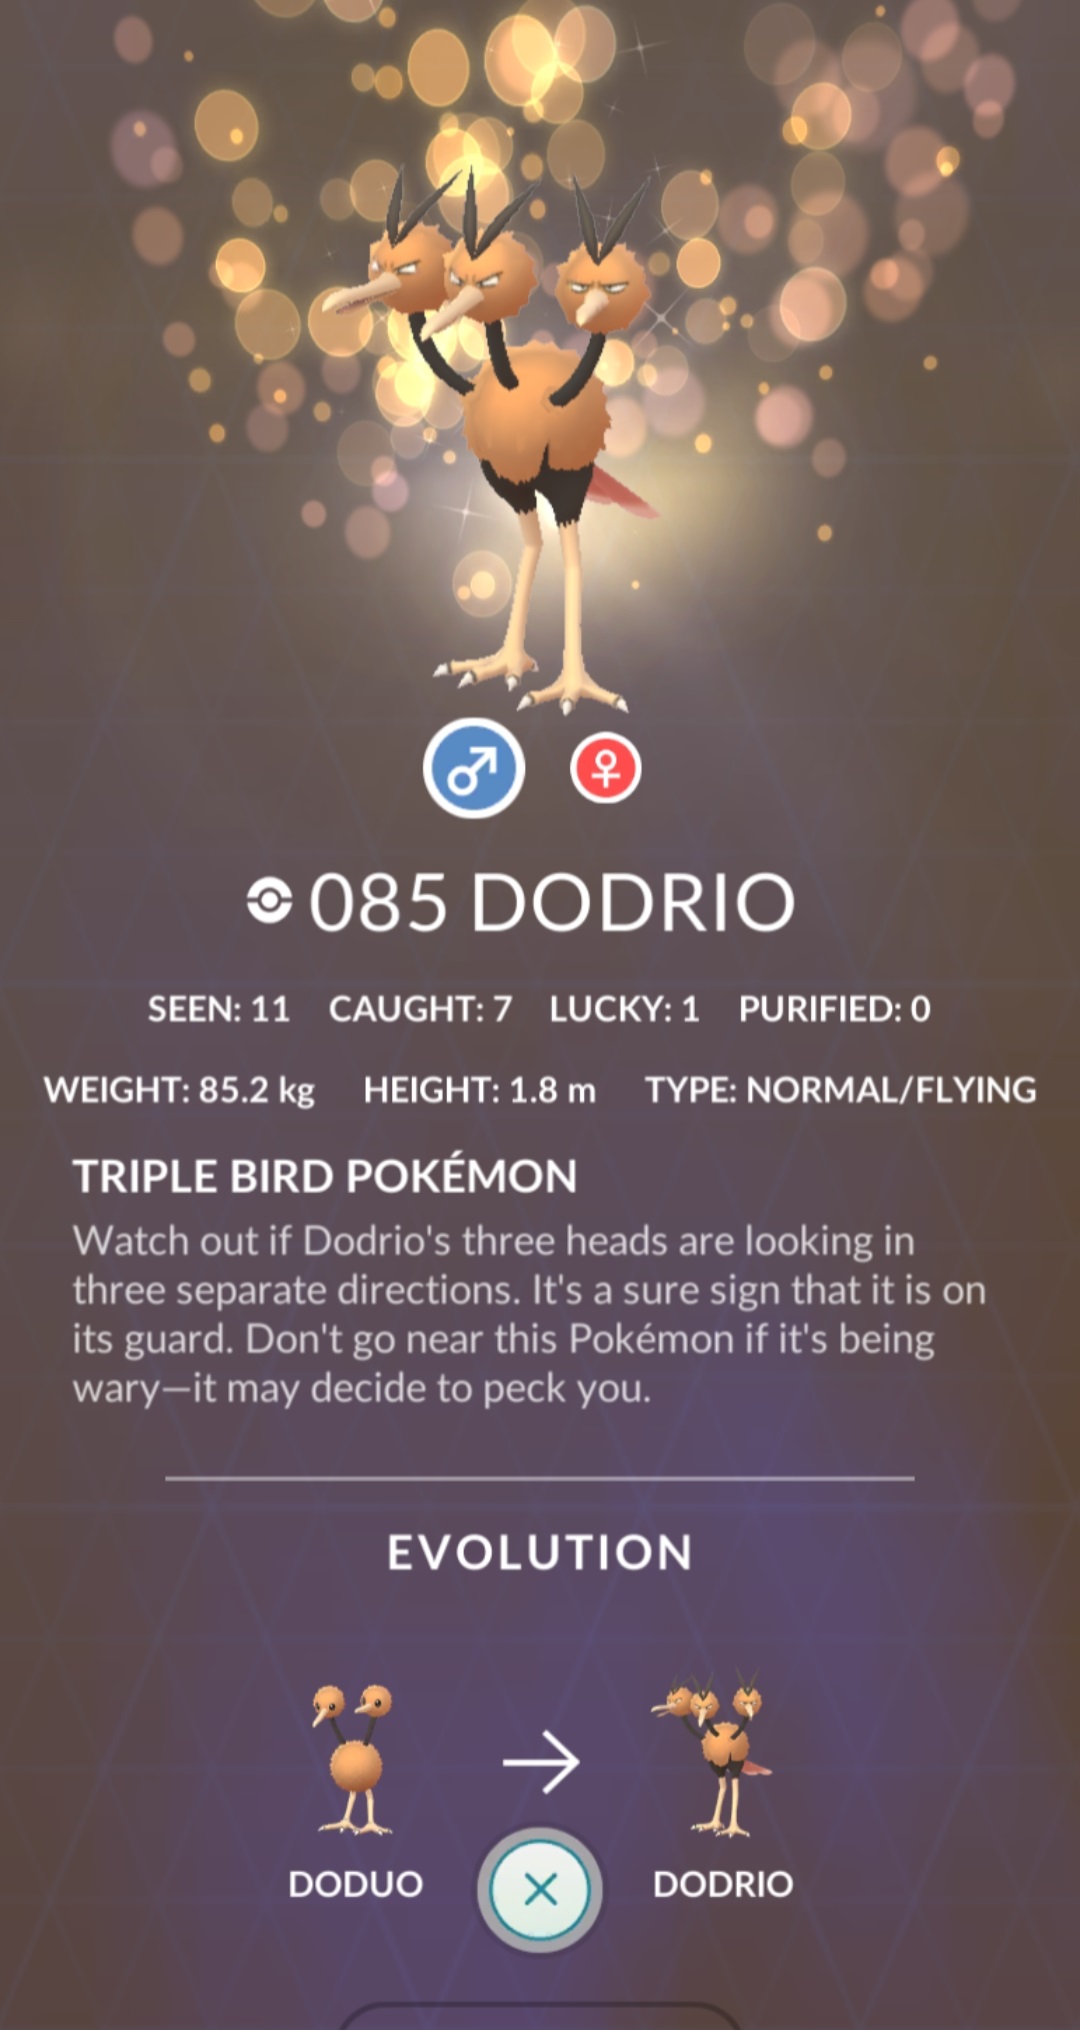 085 DODRIO
SEEN: 11 CAUGHT: 7 LUCKY: 1 PURIFIED: 0
WEIGHT: 85.2 kg HEIGHT: 1.8 m TYPE: NORMAL/FLYING
TRIPLE BIRD POKÉMON
Watch out if Dodrio's three heads are looking in
three separate directions. It's a sure sign that it is on
its guard. Don't go near this Pokémon if it's being
wary—it may decide to peck you.
EVOLUTION
DODUO DODRIO